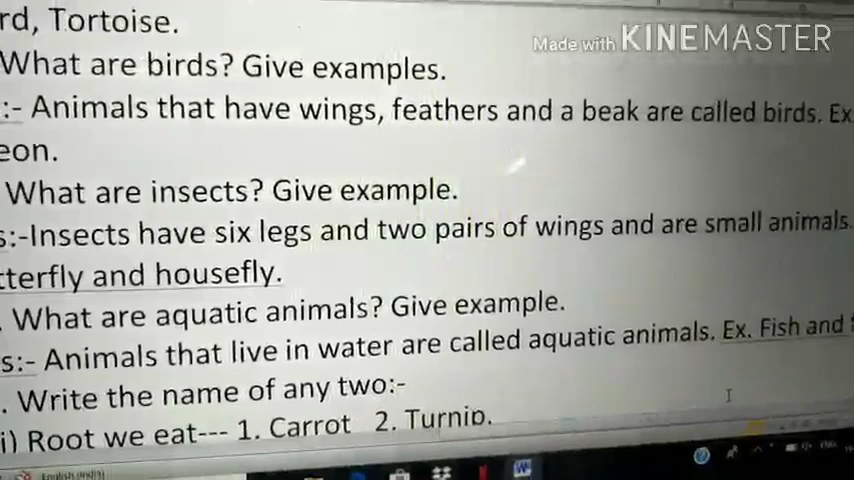 rd, Tortoise.
Made with KINEMASTER
What are birds? Give examples.
:- Animals that have wings, feathers and a beak are called birds. Ex
eon.
What are insects? Give example.
s:-Insects have six legs and two pairs of wings and are small animals.
tterfly and housefly.
. What are aquatic animals? Give example.
s:- Animals that live in water are called aquatic animals. Ex. Fish and
. Write the name of any two:-
i) Root we eat--- 1. Carrot 2. Turnip.
English (India)